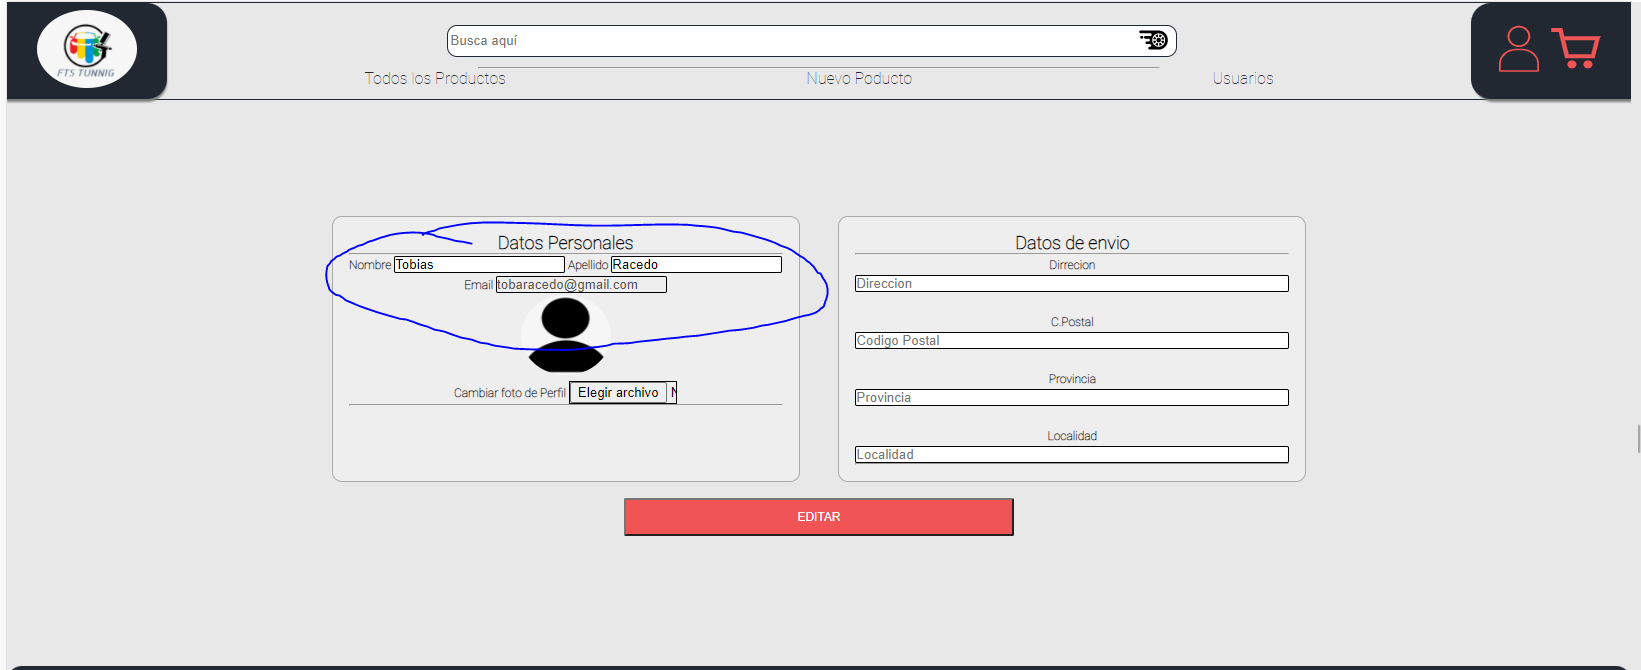 FTS TUNNIG
Busca aquí
Todos los Productos
Nuevo Poducto
Usuarios
Datos Personales
Nombre Tobias Apellido Racedo
Email tobaracedo@gmail.com
Cambiar foto de Perfil Elegir archivo N
Datos de envio
Dirrecion
Direccion
C.Postal
Codigo Postal
Provincia
Provincia
Localidad
Localidad
EDITAR